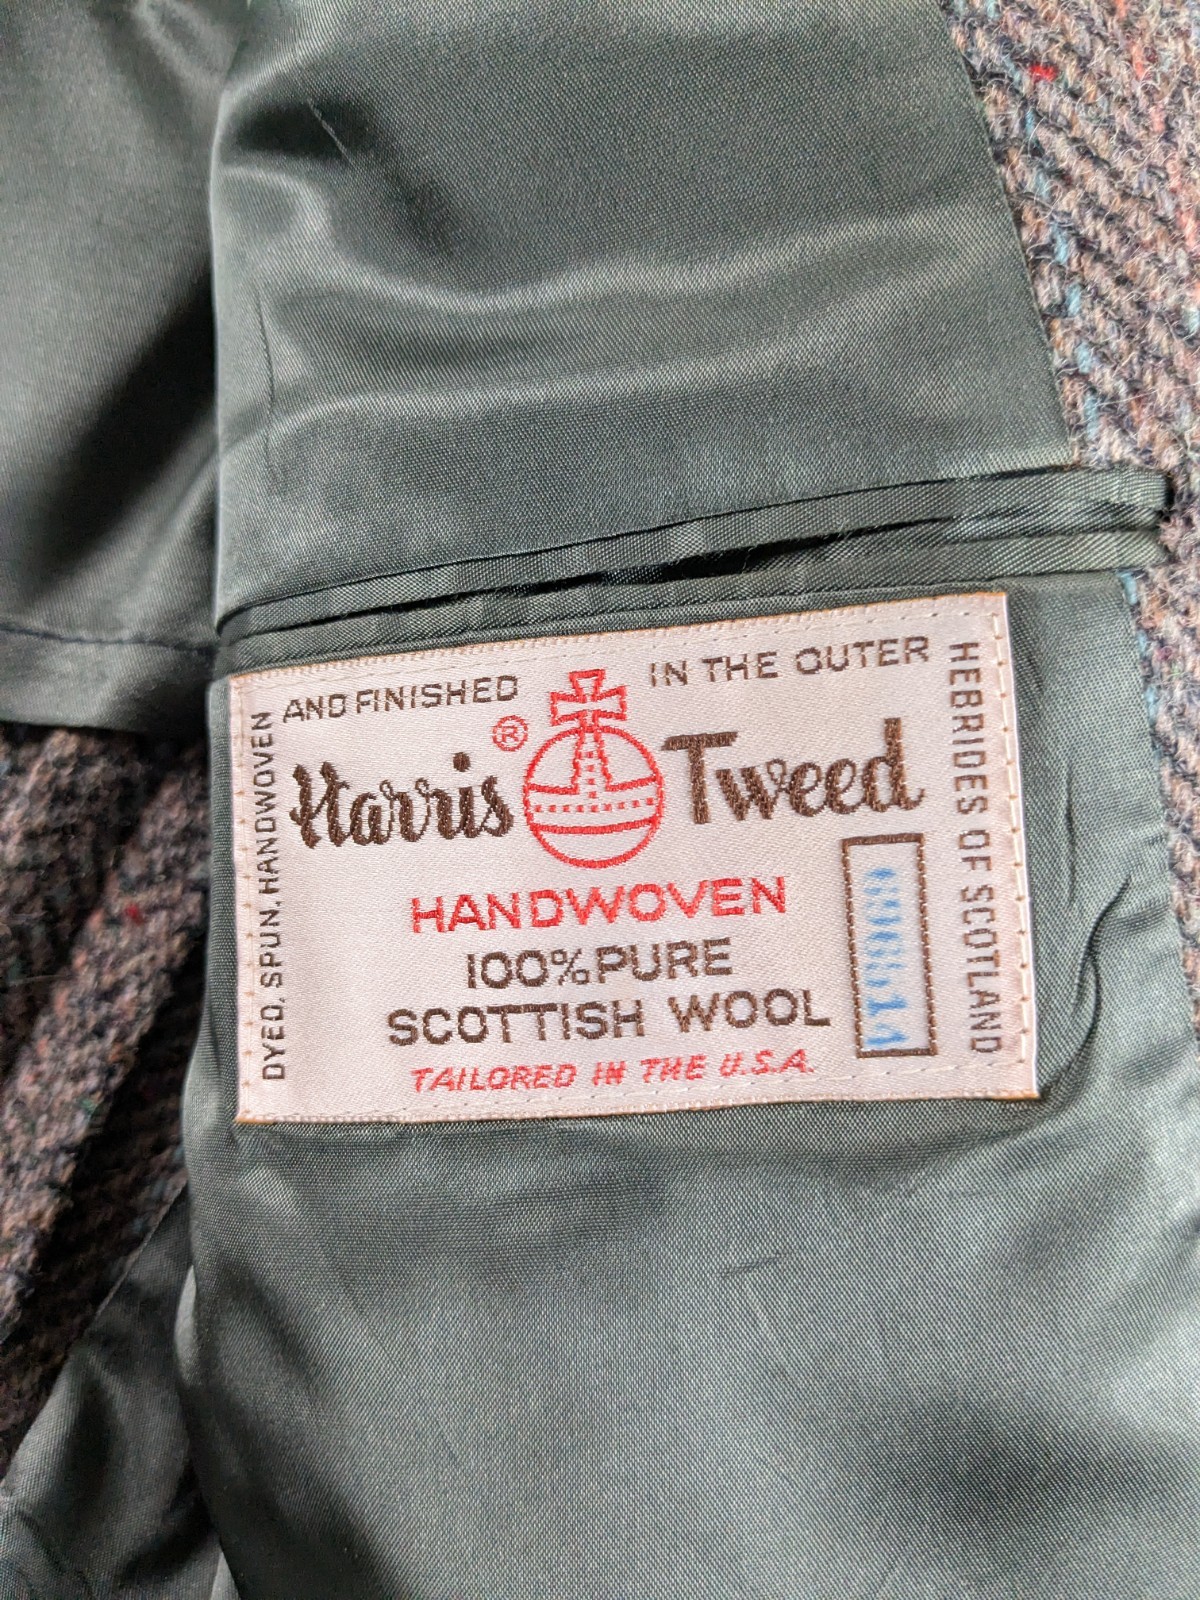 DYED, SPUN, HANDWOVEN
AND FINISHED
IN THE OUTER
HEBRIDES OF SCOTLAND
Harris ® Tweed
HANDWOVEN
100% PURE
SCOTTISH WOOL
TAILORED IN THE U.S.A.